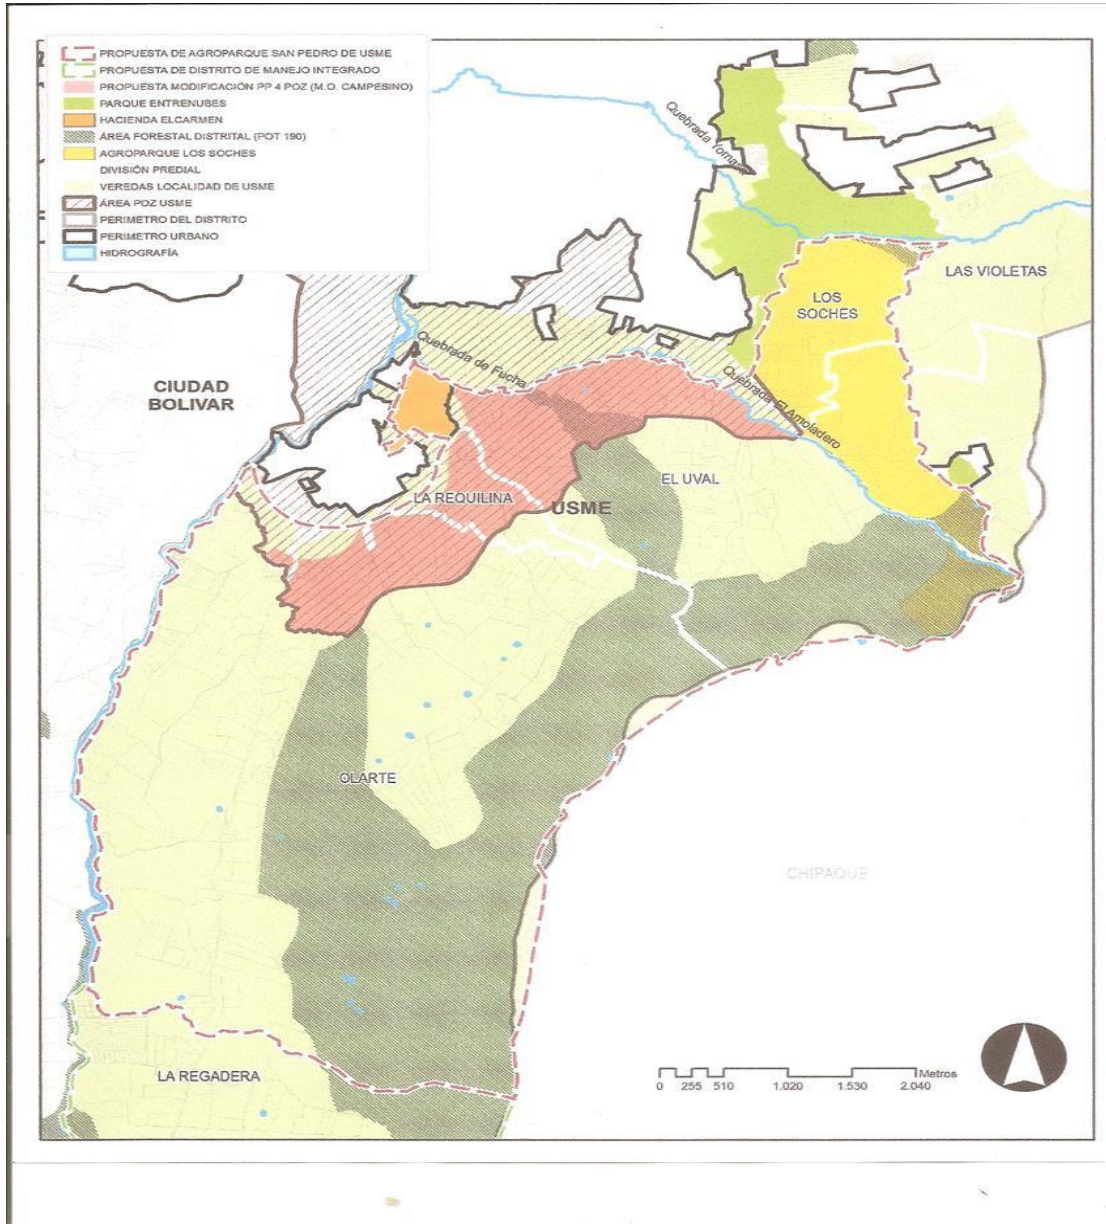 PROPUESTA DE AGROPARQUE SAN PEDRO DE USME
PROPUESTA DE DISTRITO DE MANEJO INTEGRADO
PROPUESTA MODIFICACIÓN PP 4 POZ (M.O. CAMPESINO)
PARQUE ENTRENUBES
HACIENDA ELCARMEN
ÁREA FORESTAL DISTRITAL (POT 190)
AGROPARQUE LOS SOCHES
DIVISIÓN PREDIAL
VEREDAS LOCALIDAD DE USME
ÁREA POZ USME
PERIMETRO DEL DISTRITO
PERIMETRO URBANO
HIDROGRAFÍA
Quebrada
LAS VIOLETAS
LOS
SOCHES
Quebrada de Fucha
Quebrada El Amoladero
CIUDAD
BOLIVAR
EL UVAL
LA REQUILINA
USME
OLARTE
CHIPAQUE
LA REGADERA
Metros
0 255 510 1.020 1.530 2.040